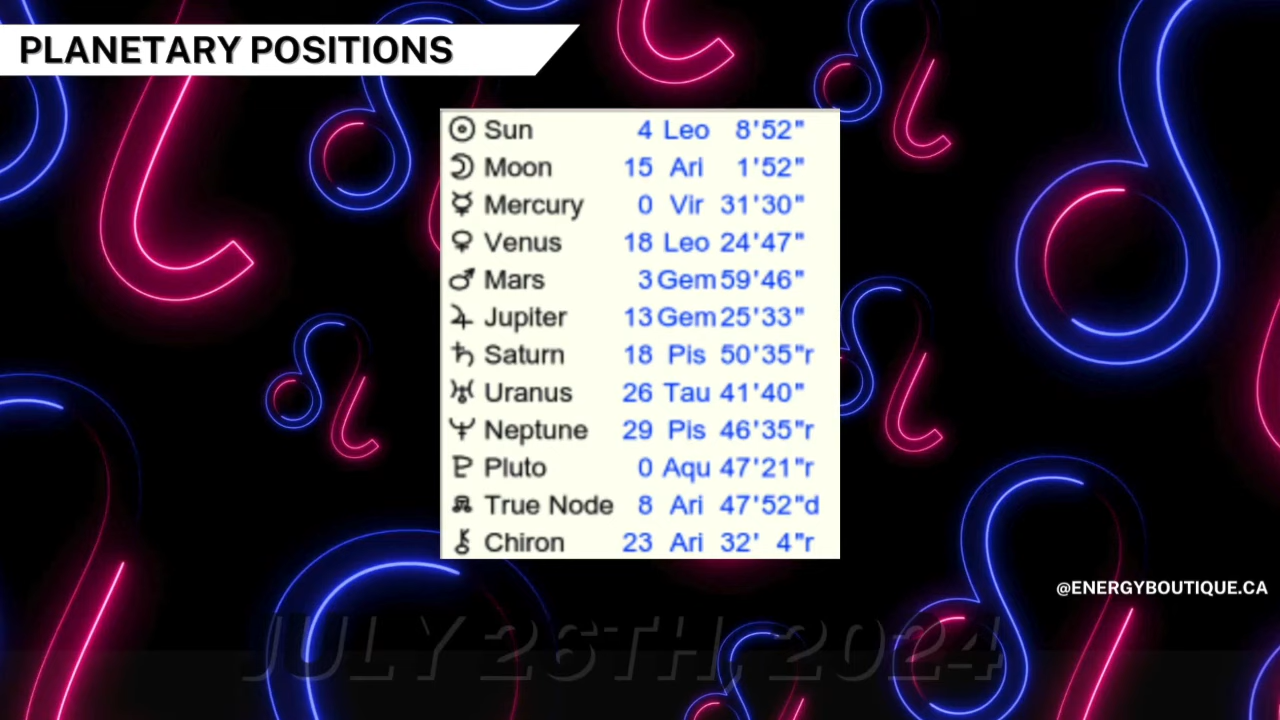 PLANETARY POSITIONS
Sun 4 Leo 8'52"
Moon 15 Ari 1'52"
Mercury 0 Vir 31'30"
Venus 18 Leo 24'47"
Mars 3 Gem 59'46"
Jupiter 13 Gem 25'33"
Saturn 18 Pis 50'35"r
Uranus 26 Tau 41'40"
Neptune 29 Pis 46'35"r
Pluto 0 Aqu 47'21"r
True Node 8 Ari 47'52"d
Chiron 23 Ari 32' 4"r
@ENERGYBOUTIQUE.CA
JULY 26TH, 2024